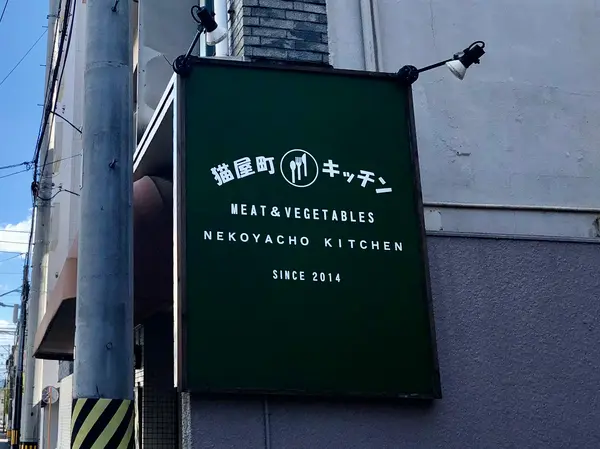 猫屋町キッチン
MEAT & VEGETABLES
NEKOYACHO KITCHEN
SINCE 2014